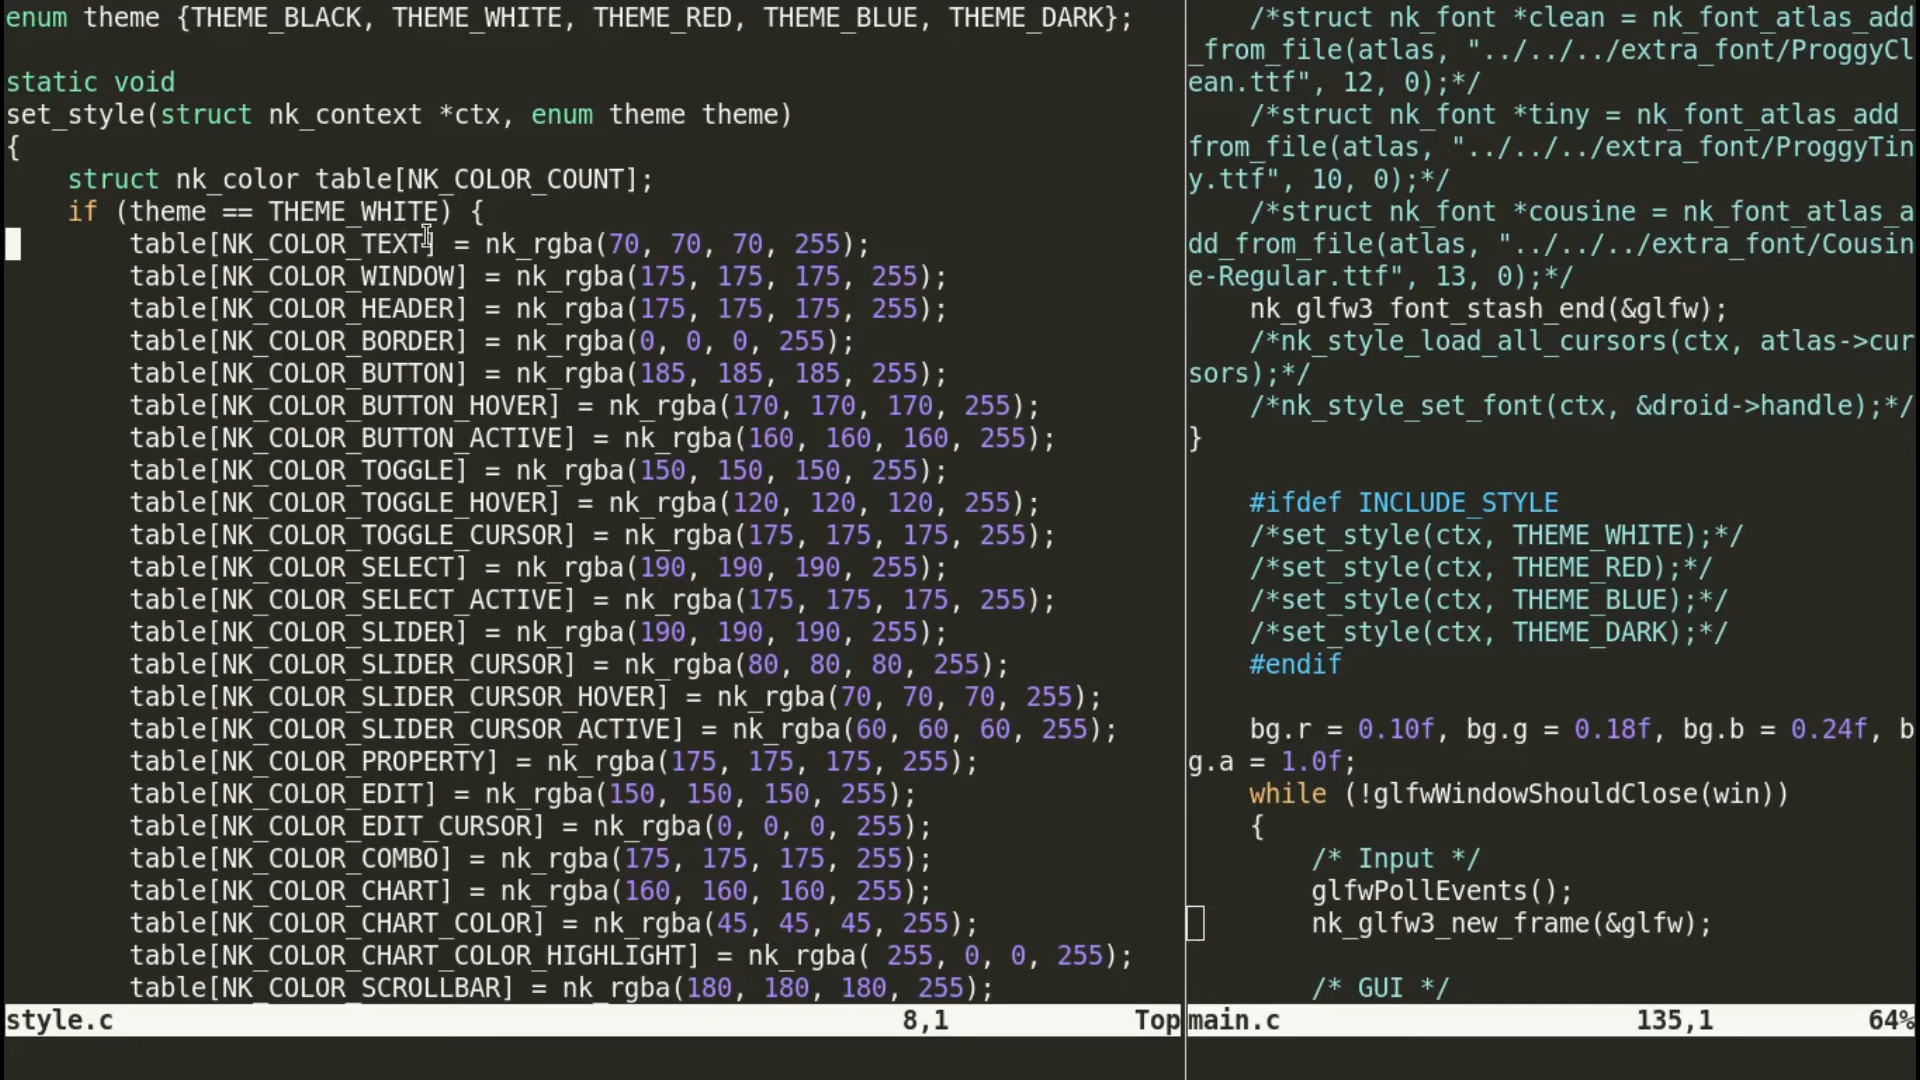 enum theme {THEME_BLACK, THEME_WHITE, THEME_RED, THEME_BLUE, THEME_DARK};
static void
set_style(struct nk_context *ctx, enum theme theme)
{
    struct nk_color table[NK_COLOR_COUNT];
    if (theme == THEME_WHITE) {
        table[NK_COLOR_TEXT] = nk_rgba(70, 70, 70, 255);
        table[NK_COLOR_WINDOW] = nk_rgba(175, 175, 175, 255);
        table[NK_COLOR_HEADER] = nk_rgba(175, 175, 175, 255);
        table[NK_COLOR_BORDER] = nk_rgba(0, 0, 0, 255);
        table[NK_COLOR_BUTTON] = nk_rgba(185, 185, 185, 255);
        table[NK_COLOR_BUTTON_HOVER] = nk_rgba(170, 170, 170, 255);
        table[NK_COLOR_BUTTON_ACTIVE] = nk_rgba(160, 160, 160, 255);
        table[NK_COLOR_TOGGLE] = nk_rgba(150, 150, 150, 255);
        table[NK_COLOR_TOGGLE_HOVER] = nk_rgba(120, 120, 120, 255);
        table[NK_COLOR_TOGGLE_CURSOR] = nk_rgba(175, 175, 175, 255);
        table[NK_COLOR_SELECT] = nk_rgba(190, 190, 190, 255);
        table[NK_COLOR_SELECT_ACTIVE] = nk_rgba(175, 175, 175, 255);
        table[NK_COLOR_SLIDER] = nk_rgba(190, 190, 190, 255);
        table[NK_COLOR_SLIDER_CURSOR] = nk_rgba(80, 80, 80, 255);
        table[NK_COLOR_SLIDER_CURSOR_HOVER] = nk_rgba(70, 70, 70, 255);
        table[NK_COLOR_SLIDER_CURSOR_ACTIVE] = nk_rgba(60, 60, 60, 255);
        table[NK_COLOR_PROPERTY] = nk_rgba(175, 175, 175, 255);
        table[NK_COLOR_EDIT] = nk_rgba(150, 150, 150, 255);
        table[NK_COLOR_EDIT_CURSOR] = nk_rgba(0, 0, 0, 255);
        table[NK_COLOR_COMBO] = nk_rgba(175, 175, 175, 255);
        table[NK_COLOR_CHART] = nk_rgba(160, 160, 160, 255);
        table[NK_COLOR_CHART_COLOR] = nk_rgba(45, 45, 45, 255);
        table[NK_COLOR_CHART_COLOR_HIGHLIGHT] = nk_rgba( 255, 0, 0, 255);
        table[NK_COLOR_SCROLLBAR] = nk_rgba(180, 180, 180, 255);
style.c 8,1 Top
    /*struct nk_font *clean = nk_font_atlas_add
_from_file(atlas, "../../../extra_font/ProggyCl
ean.ttf", 12, 0);*/
    /*struct nk_font *tiny = nk_font_atlas_add_
from_file(atlas, "../../../extra_font/ProggyTin
y.ttf", 10, 0);*/
    /*struct nk_font *cousine = nk_font_atlas_a
dd_from_file(atlas, "../../../extra_font/Cousin
e-Regular.ttf", 13, 0);*/
    nk_glfw3_font_stash_end(&glfw);
    /*nk_style_load_all_cursors(ctx, atlas->cur
sors);*/
    /*nk_style_set_font(ctx, &droid->handle);*/
}
    #ifdef INCLUDE_STYLE
    /*set_style(ctx, THEME_WHITE);*/
    /*set_style(ctx, THEME_RED);*/
    /*set_style(ctx, THEME_BLUE);*/
    /*set_style(ctx, THEME_DARK);*/
    #endif
    bg.r = 0.10f, bg.g = 0.18f, bg.b = 0.24f, b
g.a = 1.0f;
    while (!glfwWindowShouldClose(win))
    {
        /* Input */
        glfwPollEvents();
        nk_glfw3_new_frame(&glfw);
        /* GUI */
main.c 135,1 64%